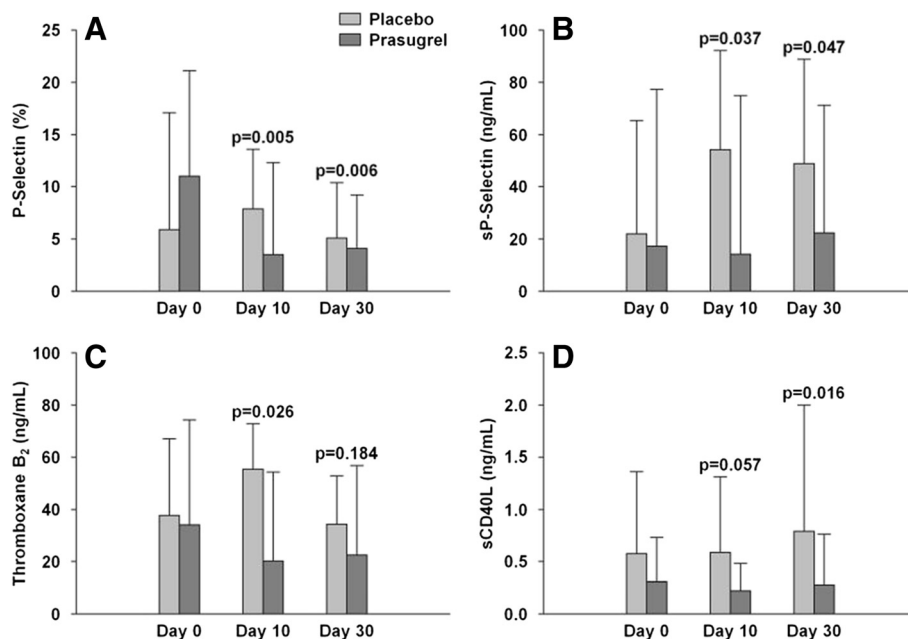 A
Placebo
Prasugrel
P-Selectin (%)
25
20
15
10
5
0
p=0.005
p=0.006
Day 0 Day 10 Day 30
B
sP-Selectin (ng/mL)
100
80
60
40
20
0
p=0.037
p=0.047
Day 0 Day 10 Day 30
C
Thromboxane B₂ (ng/mL)
100
80
60
40
20
0
p=0.026
p=0.184
Day 0 Day 10 Day 30
D
sCD40L (ng/mL)
2.5
2.0
1.5
1.0
0.5
0.0
p=0.057
p=0.016
Day 0 Day 10 Day 30